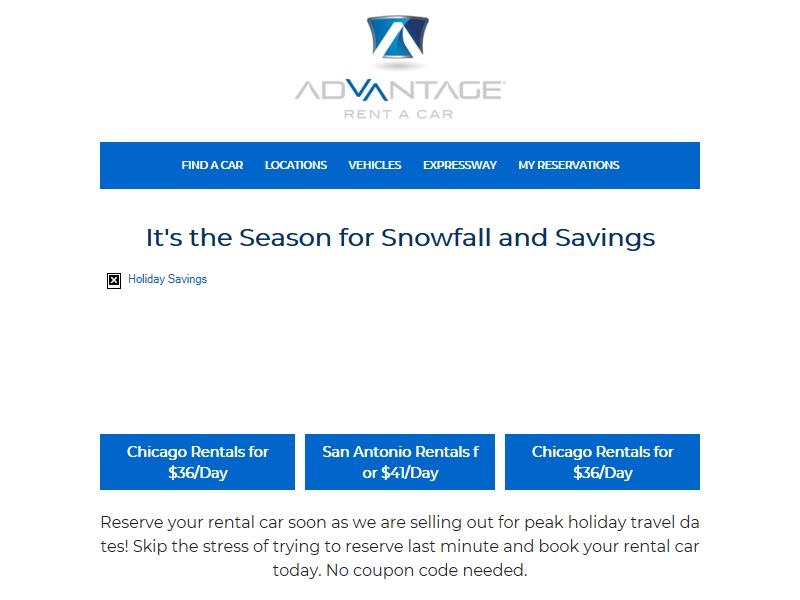 ADVANTAGE
RENT A CAR
FIND A CAR LOCATIONS VEHICLES EXPRESSWAY MY RESERVATIONS
It's the Season for Snowfall and Savings
Holiday Savings
Chicago Rentals for
$36/Day
San Antonio Rentals f
or $41/Day
Chicago Rentals for
$36/Day
Reserve your rental car soon as we are selling out for peak holiday travel da
tes! Skip the stress of trying to reserve last minute and book your rental car
today. No coupon code needed.